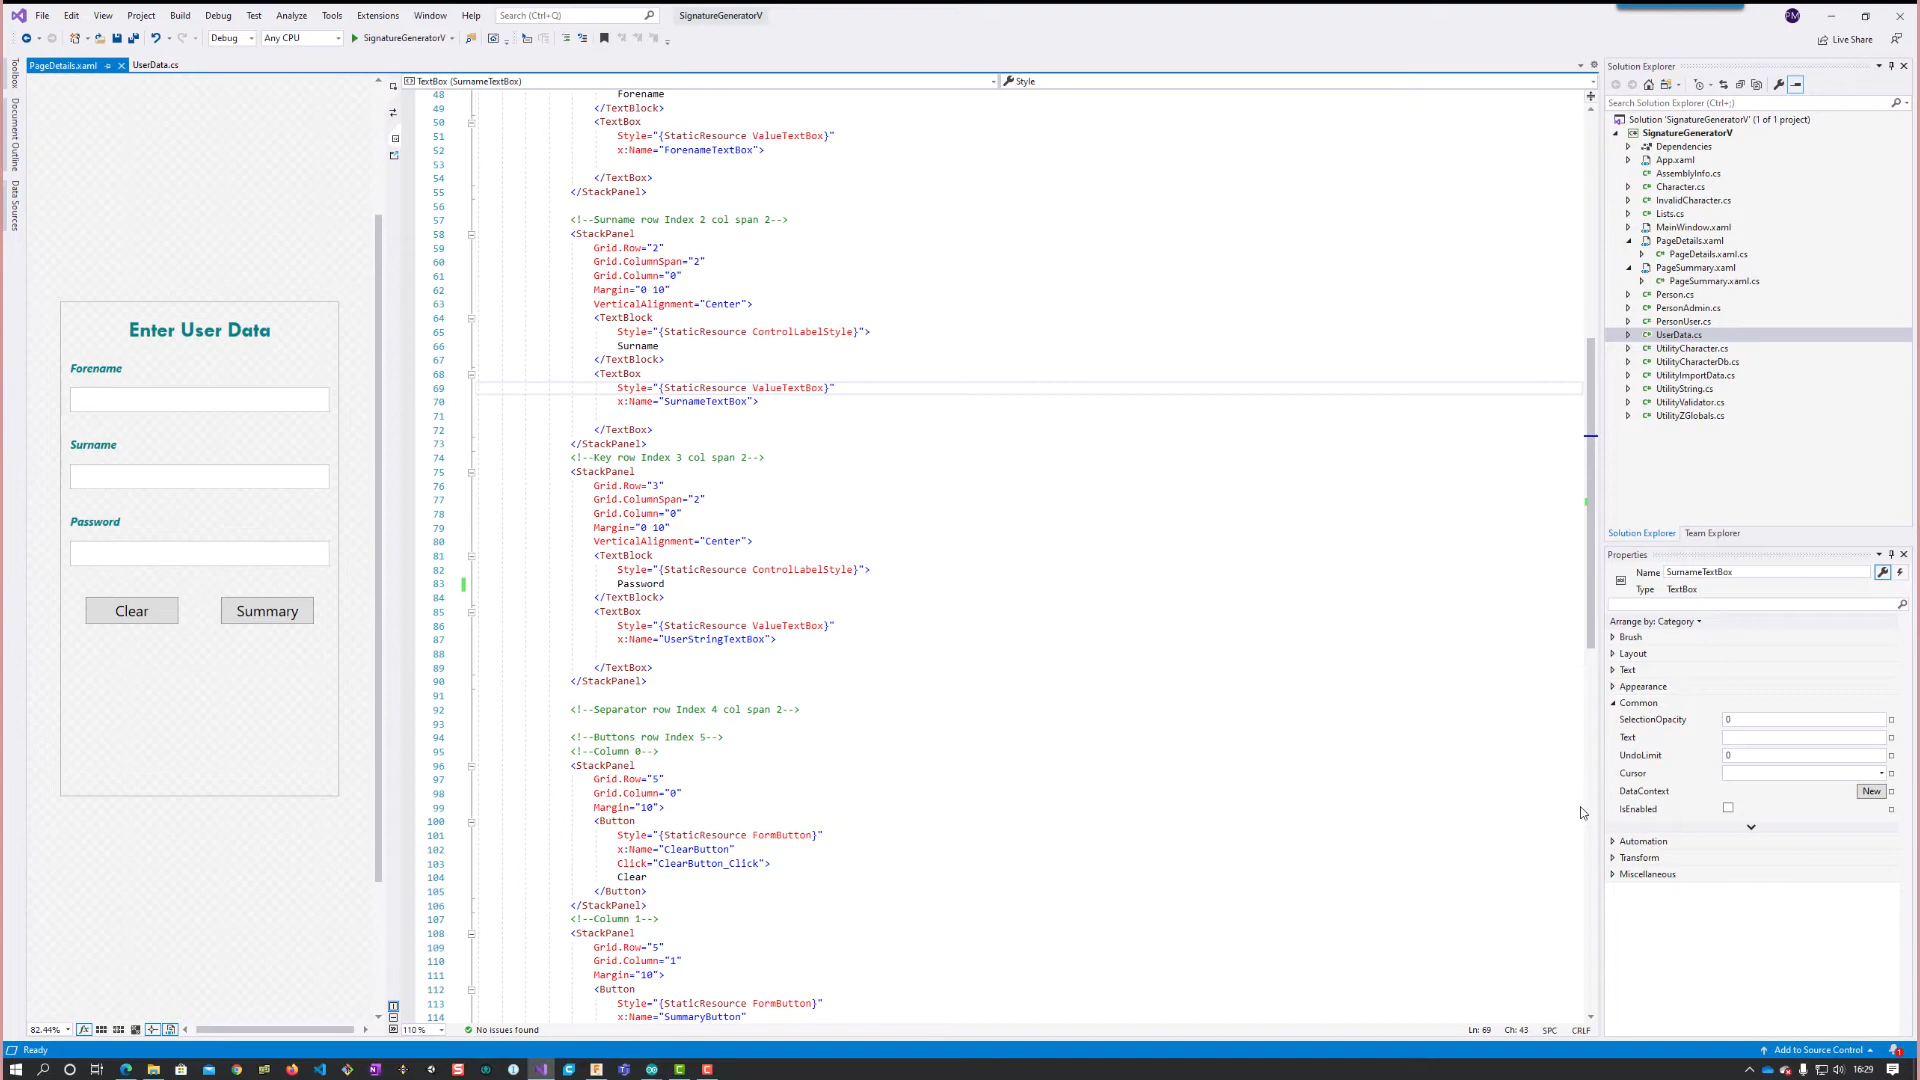 File Edit View Project Build Debug Test Analyze Tools Extensions Window Help Search (Ctrl+Q) SignatureGeneratorV PM
Debug Any CPU SignatureGeneratorV Live Share
PageDetails.xaml UserData.cs
Toolbox
Document Outline
Data Sources
Enter User Data
Forename
Surname
Password
Clear Summary
82.44%
TextBox (SurnameTextBox) Style
48 Forename
49 </TextBlock>
50 <TextBox
51 Style="{StaticResource ValueTextBox}"
52 x:Name="ForenameTextBox">
53
54 </TextBox>
55 </StackPanel>
56
57 <!--Surname row Index 2 col span 2-->
58 <StackPanel
59 Grid.Row="2"
60 Grid.ColumnSpan="2"
61 Grid.Column="0"
62 Margin="0 10"
63 VerticalAlignment="Center">
64 <TextBlock
65 Style="{StaticResource ControlLabelStyle}">
66 Surname
67 </TextBlock>
68 <TextBox
69 Style="{StaticResource ValueTextBox}"
70 x:Name="SurnameTextBox">
71
72 </TextBox>
73 </StackPanel>
74 <!--Key row Index 3 col span 2-->
75 <StackPanel
76 Grid.Row="3"
77 Grid.ColumnSpan="2"
78 Grid.Column="0"
79 Margin="0 10"
80 VerticalAlignment="Center">
81 <TextBlock
82 Style="{StaticResource ControlLabelStyle}">
83 Password
84 </TextBlock>
85 <TextBox
86 Style="{StaticResource ValueTextBox}"
87 x:Name="UserStringTextBox">
88
89 </TextBox>
90 </StackPanel>
91
92 <!--Separator row Index 4 col span 2-->
93
94 <!--Buttons row Index 5-->
95 <!--Column 0-->
96 <StackPanel
97 Grid.Row="5"
98 Grid.Column="0"
99 Margin="10">
100 <Button
101 Style="{StaticResource FormButton}"
102 x:Name="ClearButton"
103 Click="ClearButton_Click">
104 Clear
105 </Button>
106 </StackPanel>
107 <!--Column 1-->
108 <StackPanel
109 Grid.Row="5"
110 Grid.Column="1"
111 Margin="10">
112 <Button
113 Style="{StaticResource FormButton}"
114 x:Name="SummaryButton"
110 % No issues found Ln: 69 Ch: 43 SPC CRLF
Solution Explorer
Search Solution Explorer (Ctrl+;)
Solution 'SignatureGeneratorV' (1 of 1 project)
SignatureGeneratorV
Dependencies
App.xaml
AssemblyInfo.cs
Character.cs
InvalidCharacter.cs
Lists.cs
MainWindow.xaml
PageDetails.xaml
PageDetails.xaml.cs
PageSummary.xaml
PageSummary.xaml.cs
Person.cs
PersonAdmin.cs
PersonUser.cs
UserData.cs
UtilityCharacter.cs
UtilityCharacterDb.cs
UtilityImportData.cs
UtilityString.cs
UtilityValidator.cs
UtilityZGlobals.cs
Solution Explorer Team Explorer
Properties
Name SurnameTextBox
Type TextBox
Arrange by: Category
Brush
Layout
Text
Appearance
Common
SelectionOpacity 0
Text
UndoLimit 0
Cursor
DataContext New
IsEnabled
Automation
Transform
Miscellaneous
Ready Add to Source Control 1
16:29